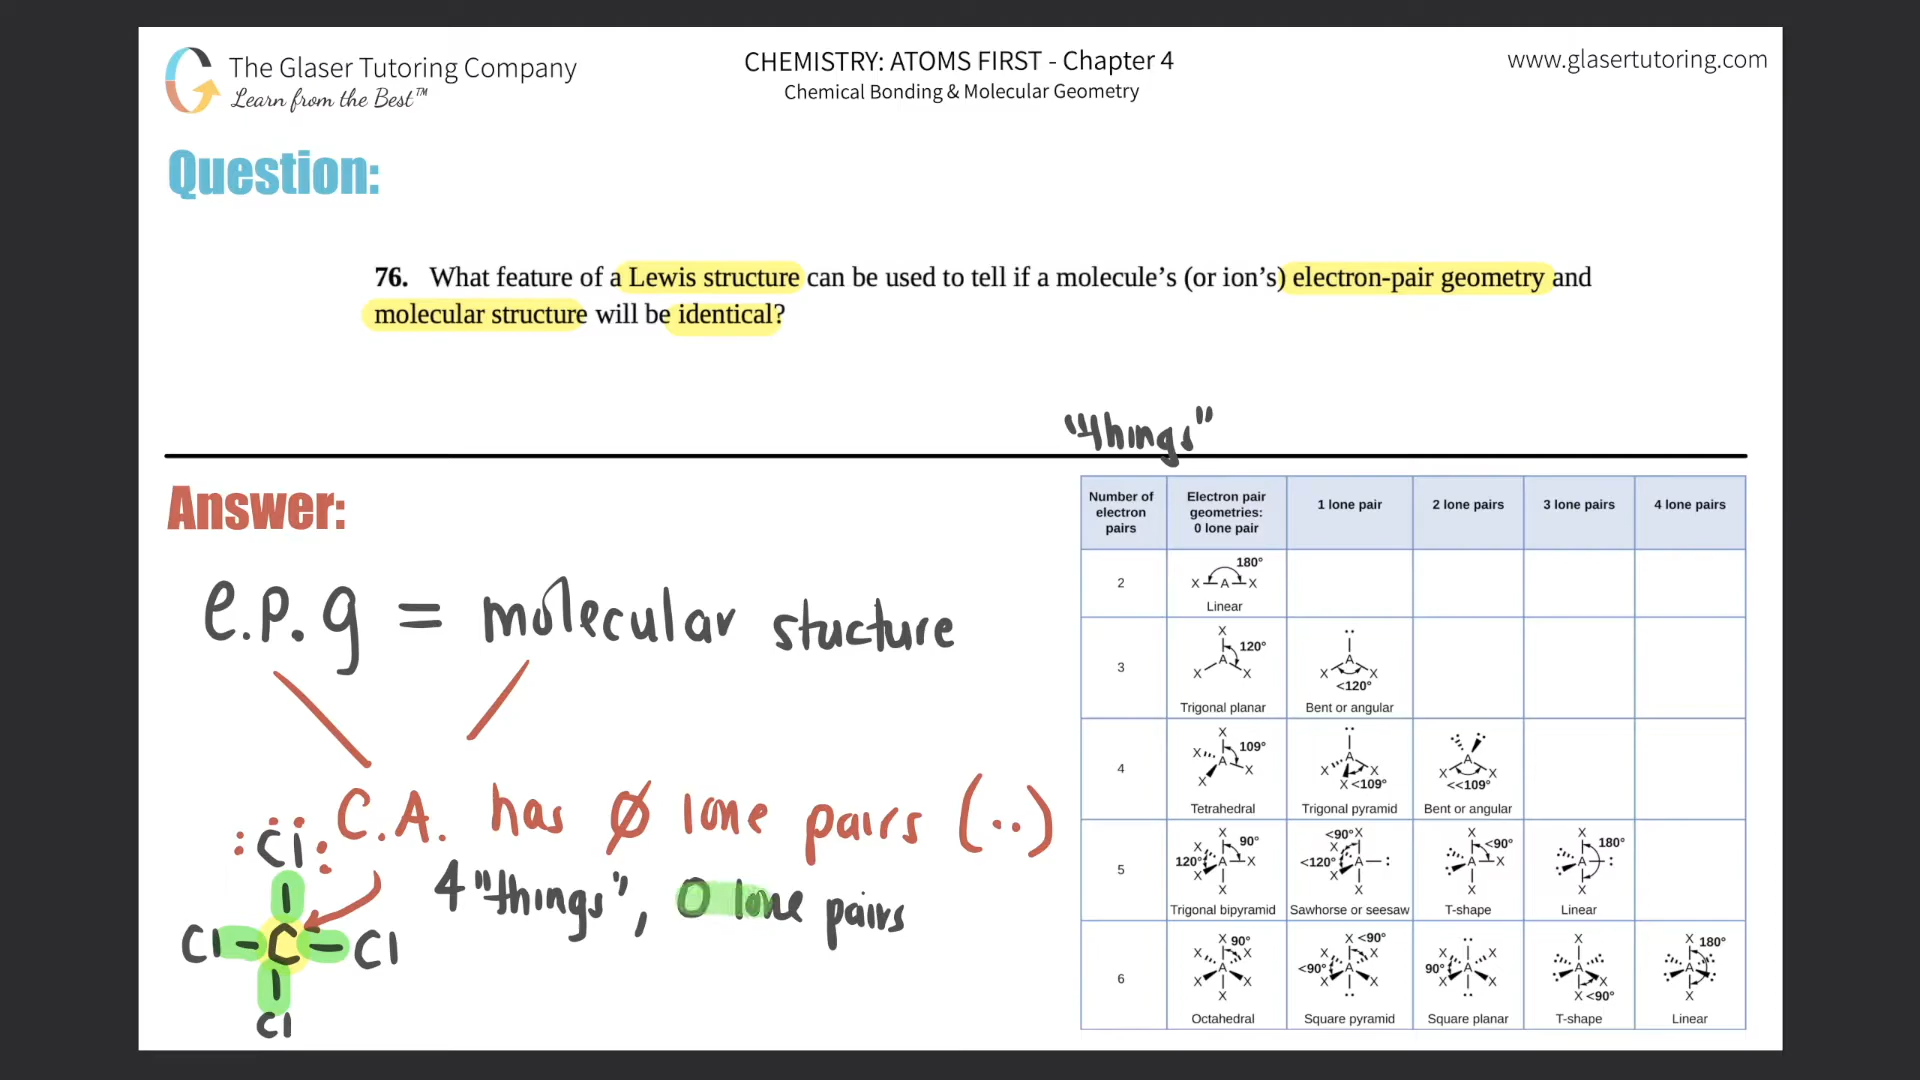 The Glaser Tutoring Company
Learn from the Best™
CHEMISTRY: ATOMS FIRST - Chapter 4
Chemical Bonding & Molecular Geometry
www.glasertutoring.com
Question:
76. What feature of a Lewis structure can be used to tell if a molecule’s (or ion’s) electron-pair geometry and
molecular structure will be identical?
"things"
Answer:
e.p.g = molecular stucture
C.A. has Ø lone pairs (··)
4 "things", 0 lone pairs
Cl
Cl C Cl
Cl
Number of electron pairs
Electron pair geometries: 0 lone pair
1 lone pair
2 lone pairs
3 lone pairs
4 lone pairs
2
180°
X A X
Linear
3
X
120°
A
X X
Trigonal planar
A
X X
<120°
Bent or angular
4
X
109°
X
A
X
X
Tetrahedral
A
X X
X <109°
Trigonal pyramid
A
X X
<<109°
Bent or angular
5
X
90°
X
120° A X
X
X
Trigonal bipyramid
<90° X
X
<120° A :
X
X
Sawhorse or seesaw
X
<90°
A X
X
T-shape
X
180°
A :
X
Linear
6
X 90°
X X
A
X X
X
Octahedral
X <90°
X X
<90° A
X X
Square pyramid
X X
90° A
X X
Square planar
X
A
X
X <90°
T-shape
X 180°
A
X
Linear